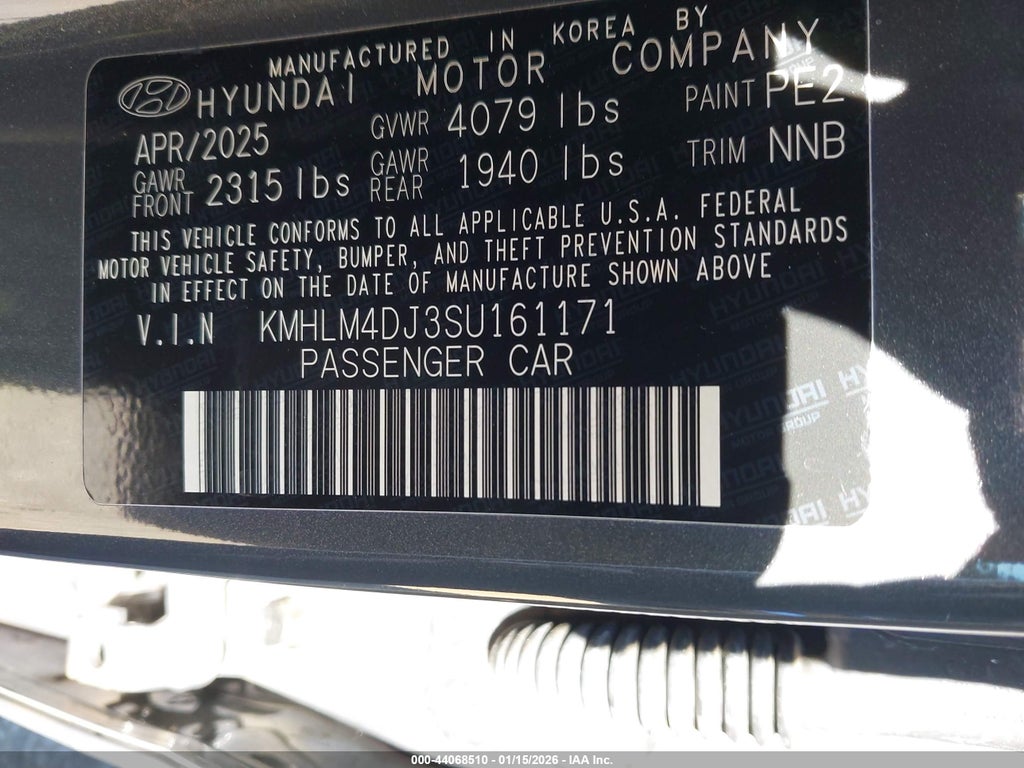 MANUFACTURED IN KOREA BY
HYUNDAI MOTOR COMPANY
APR/2025 GVWR 4079 lbs PAINT PE2
GAWR FRONT 2315 lbs GAWR REAR 1940 lbs TRIM NNB
THIS VEHICLE CONFORMS TO ALL APPLICABLE U.S.A. FEDERAL
MOTOR VEHICLE SAFETY, BUMPER, AND THEFT PREVENTION STANDARDS
IN EFFECT ON THE DATE OF MANUFACTURE SHOWN ABOVE
V.I.N KMHLM4DJ3SU161171
PASSENGER CAR
HYUNDAI
MOTOR GROUP
000-44068510 - 01/15/2026 - IAA Inc.